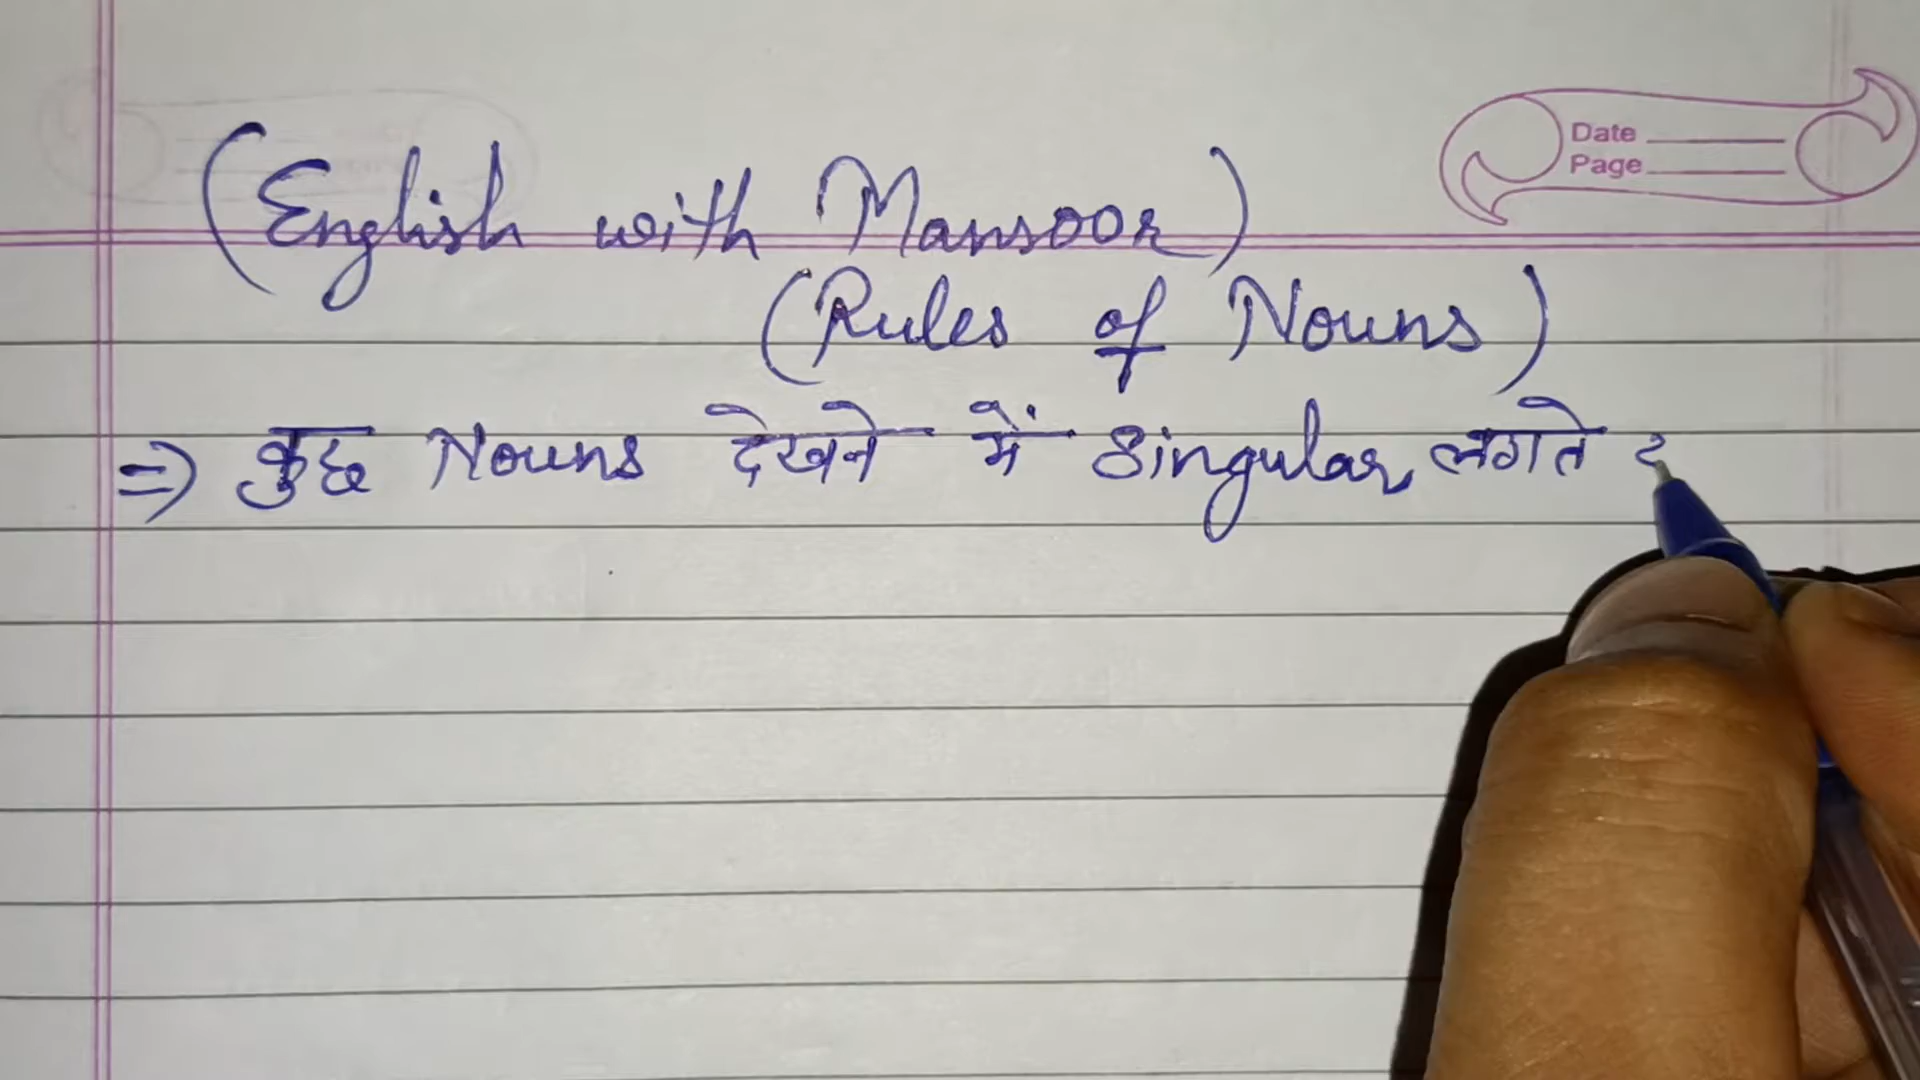 (English with Mansoor)
Date
Page
(Rules of Nouns)
⇒ कुछ Nouns देखने में Singular लगते